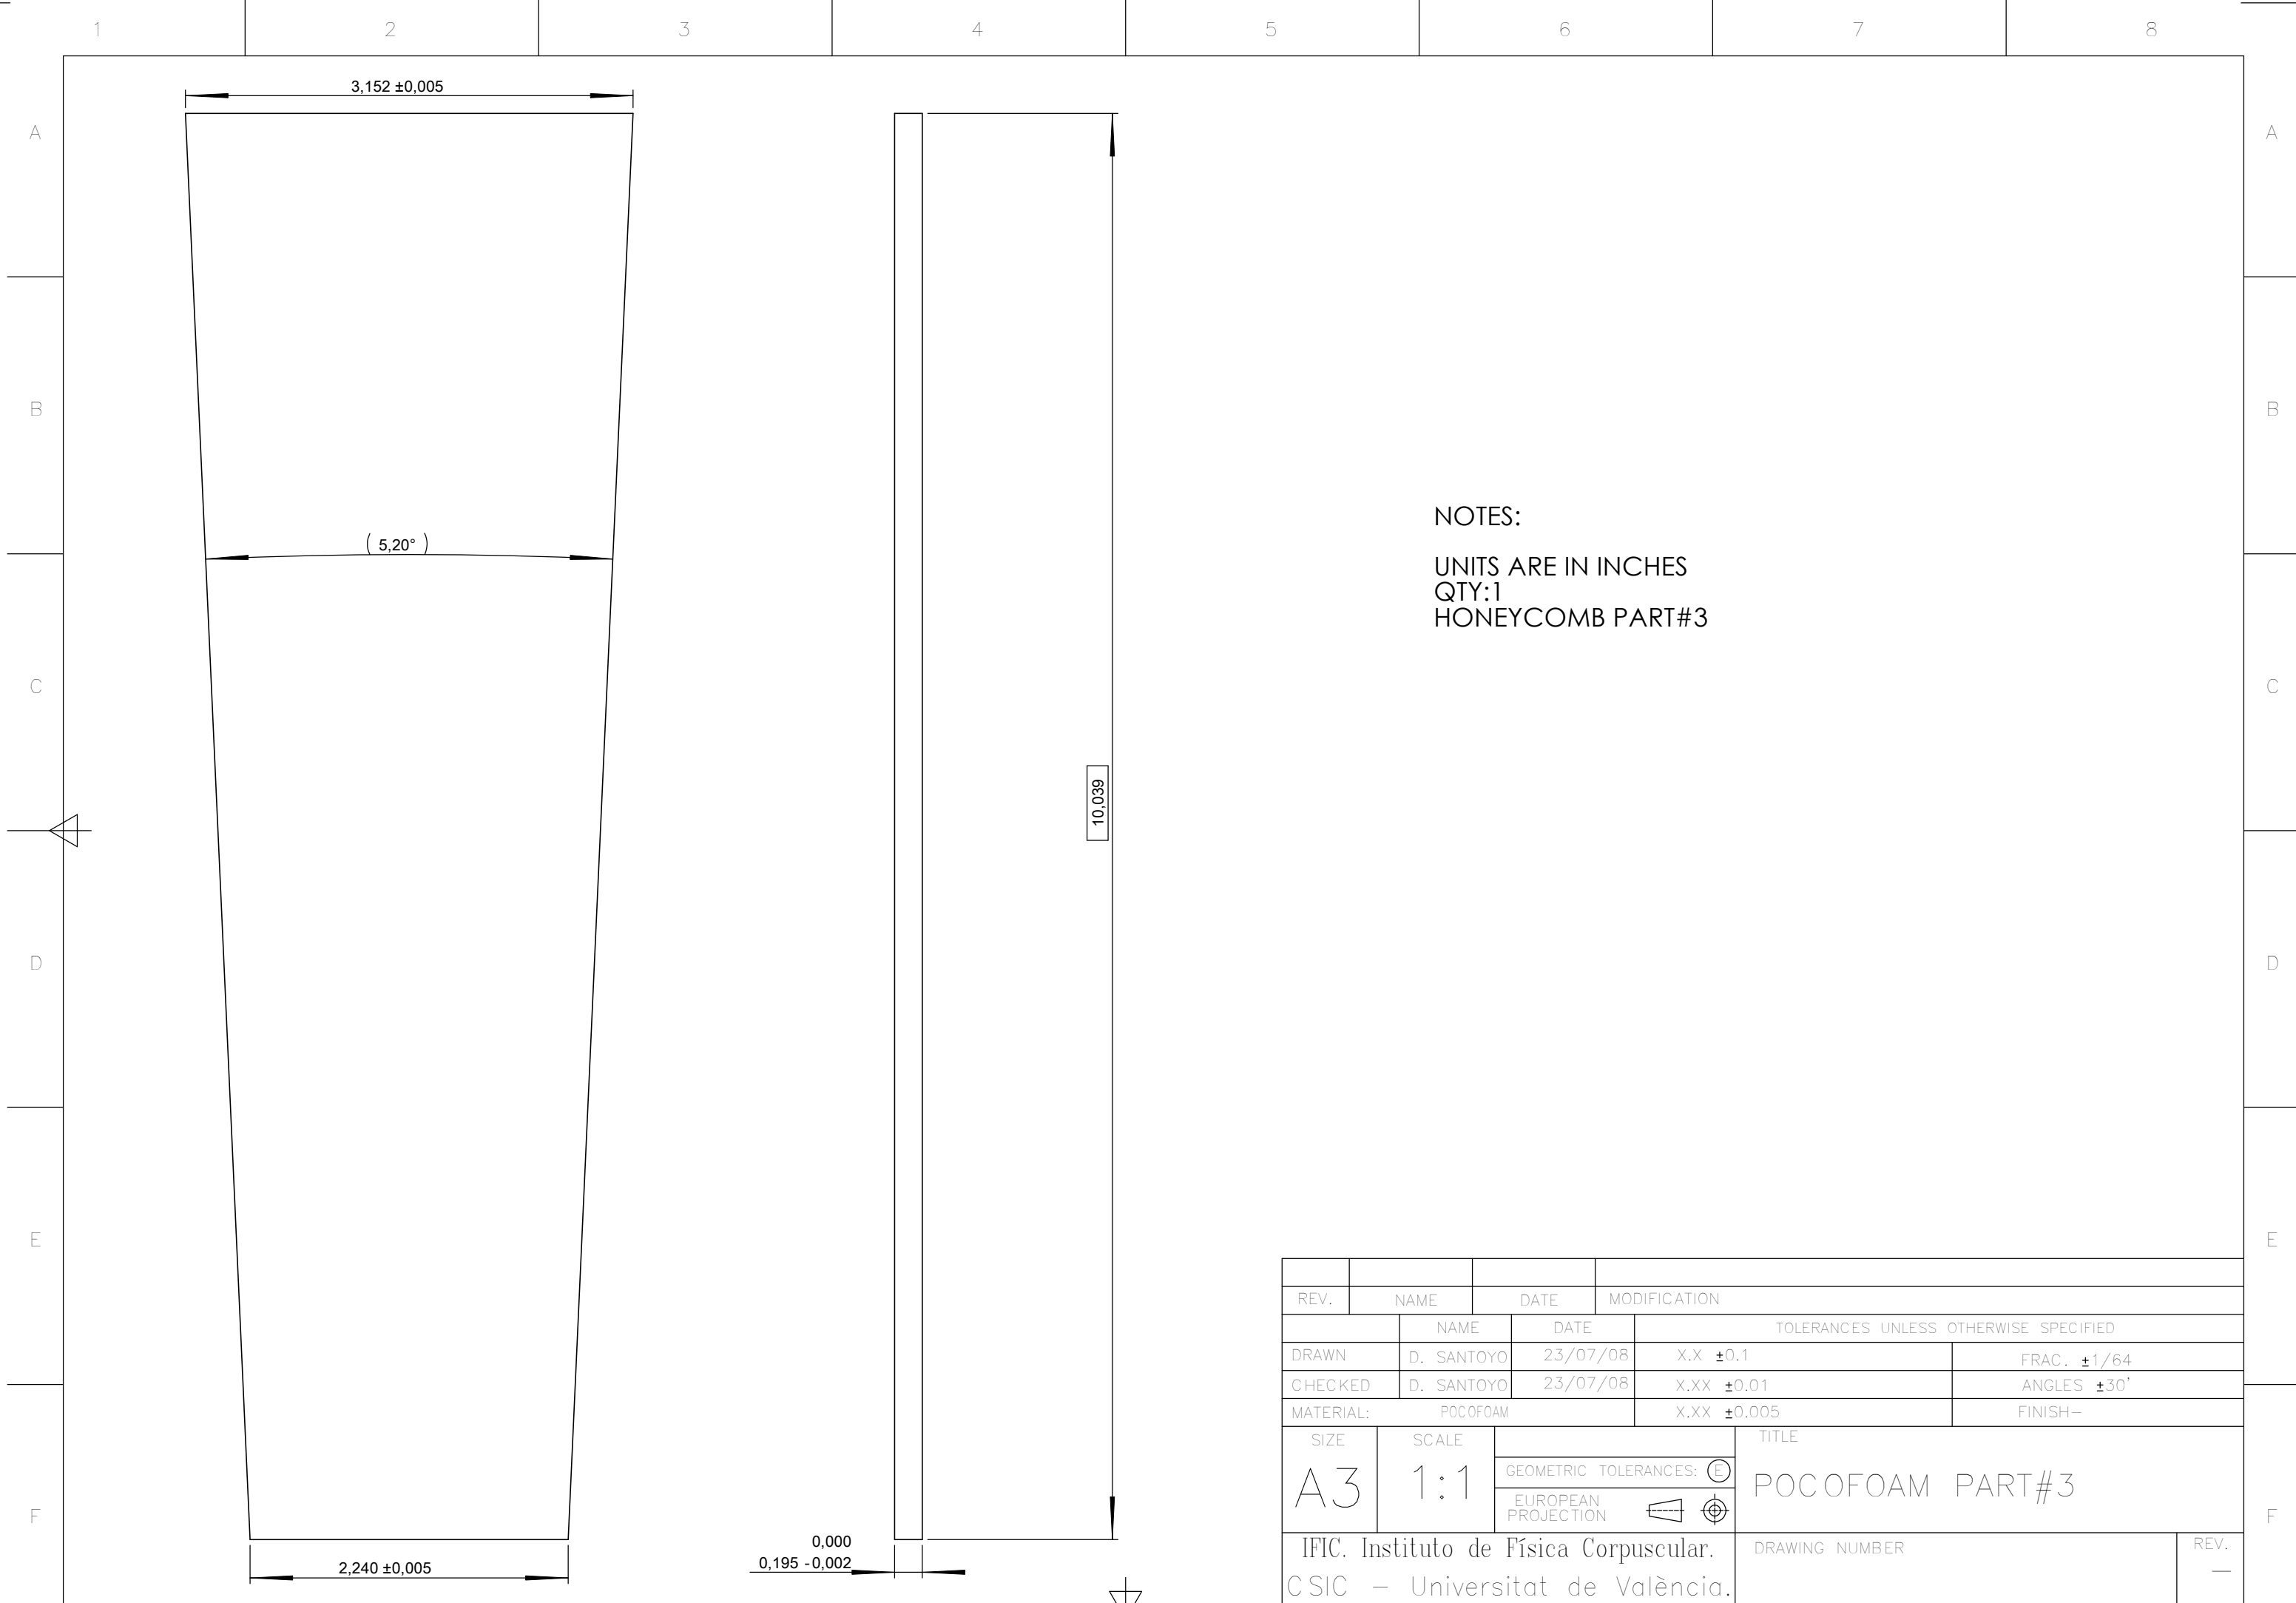 1 2 3 4 5 6 7 8
3,152 ±0,005
A A
B B
( 5,20° )
NOTES:
UNITS ARE IN INCHES
QTY:1
HONEYCOMB PART#3
C C
10,039
D D
E E
REV. NAME DATE MODIFICATION
NAME DATE TOLERANCES UNLESS OTHERWISE SPECIFIED
DRAWN D. SANTOYO 23/07/08 X.X ±0.1 FRAC. ±1/64
CHECKED D. SANTOYO 23/07/08 X.XX ±0.01 ANGLES ±30'
MATERIAL: POCOFOAM X.XX ±0.005 FINISH–
SIZE SCALE TITLE
A3 1:1 GEOMETRIC TOLERANCES: E POCOFOAM PART#3
EUROPEAN
PROJECTION
F F
0,000
0,195 -0,002
2,240 ±0,005
IFIC. Instituto de Física Corpuscular. DRAWING NUMBER REV.
CSIC – Universitat de València. –